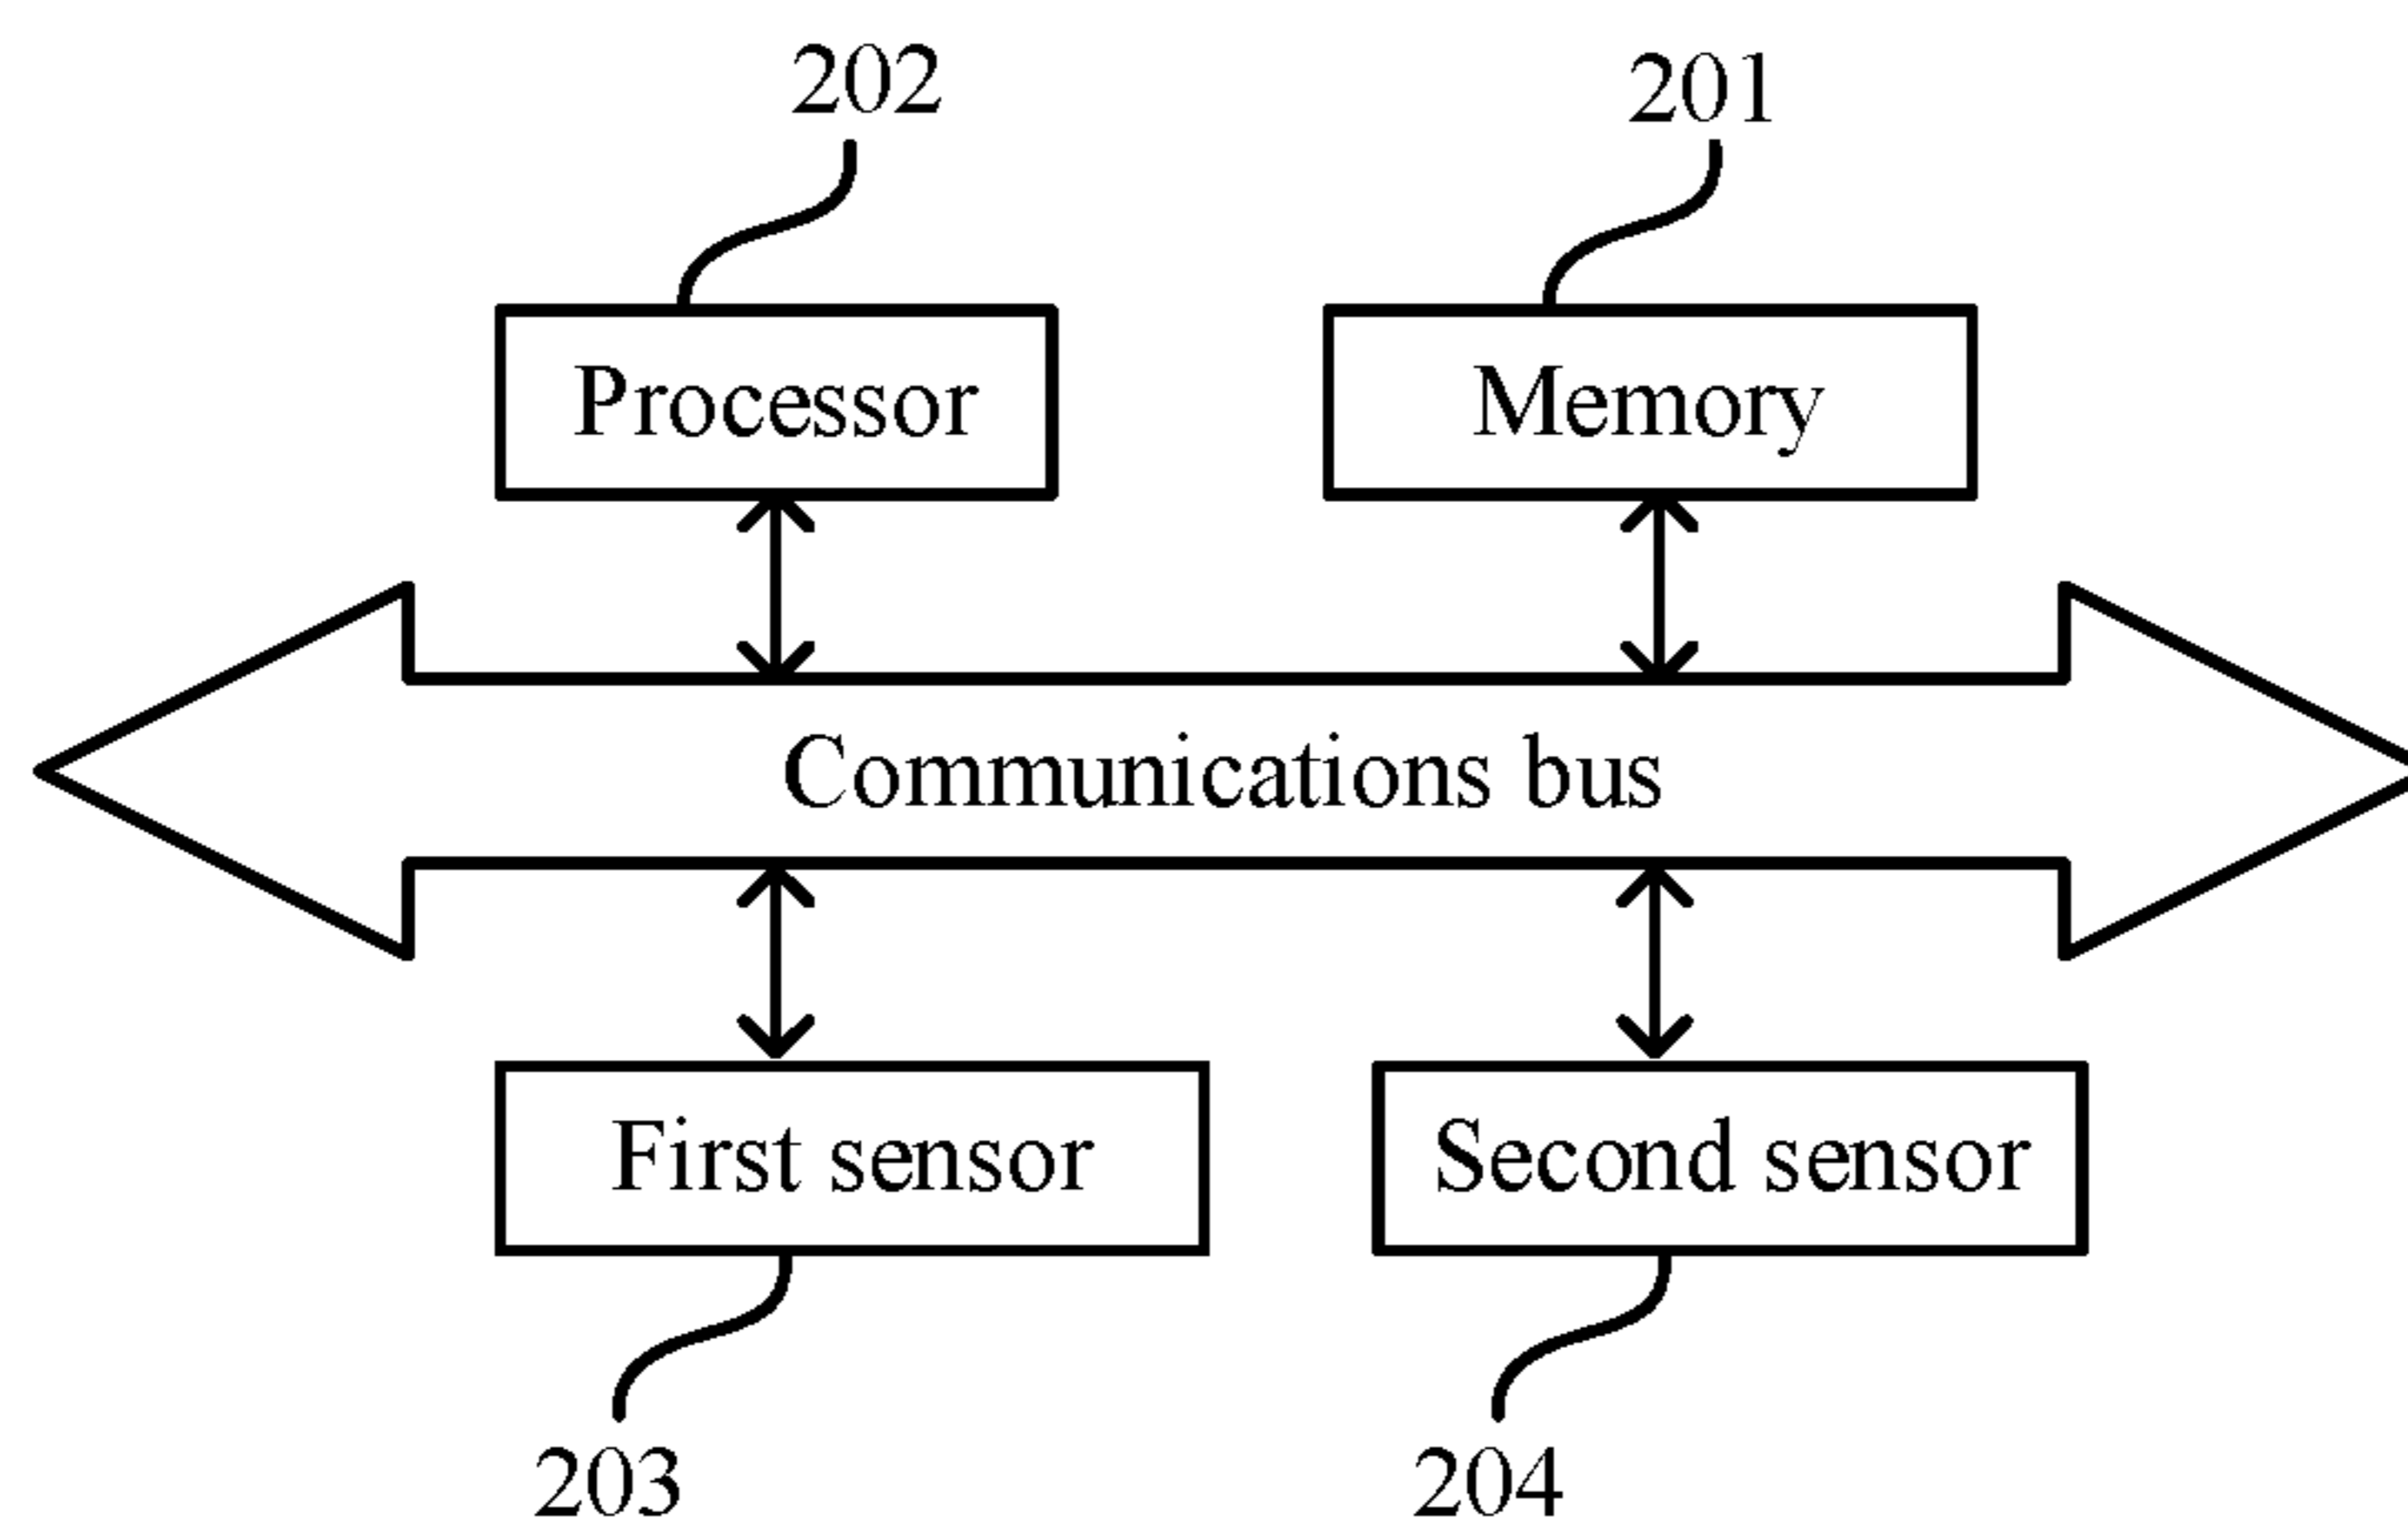 202
201
Processor
Memory
Communications bus
First sensor
Second sensor
203
204